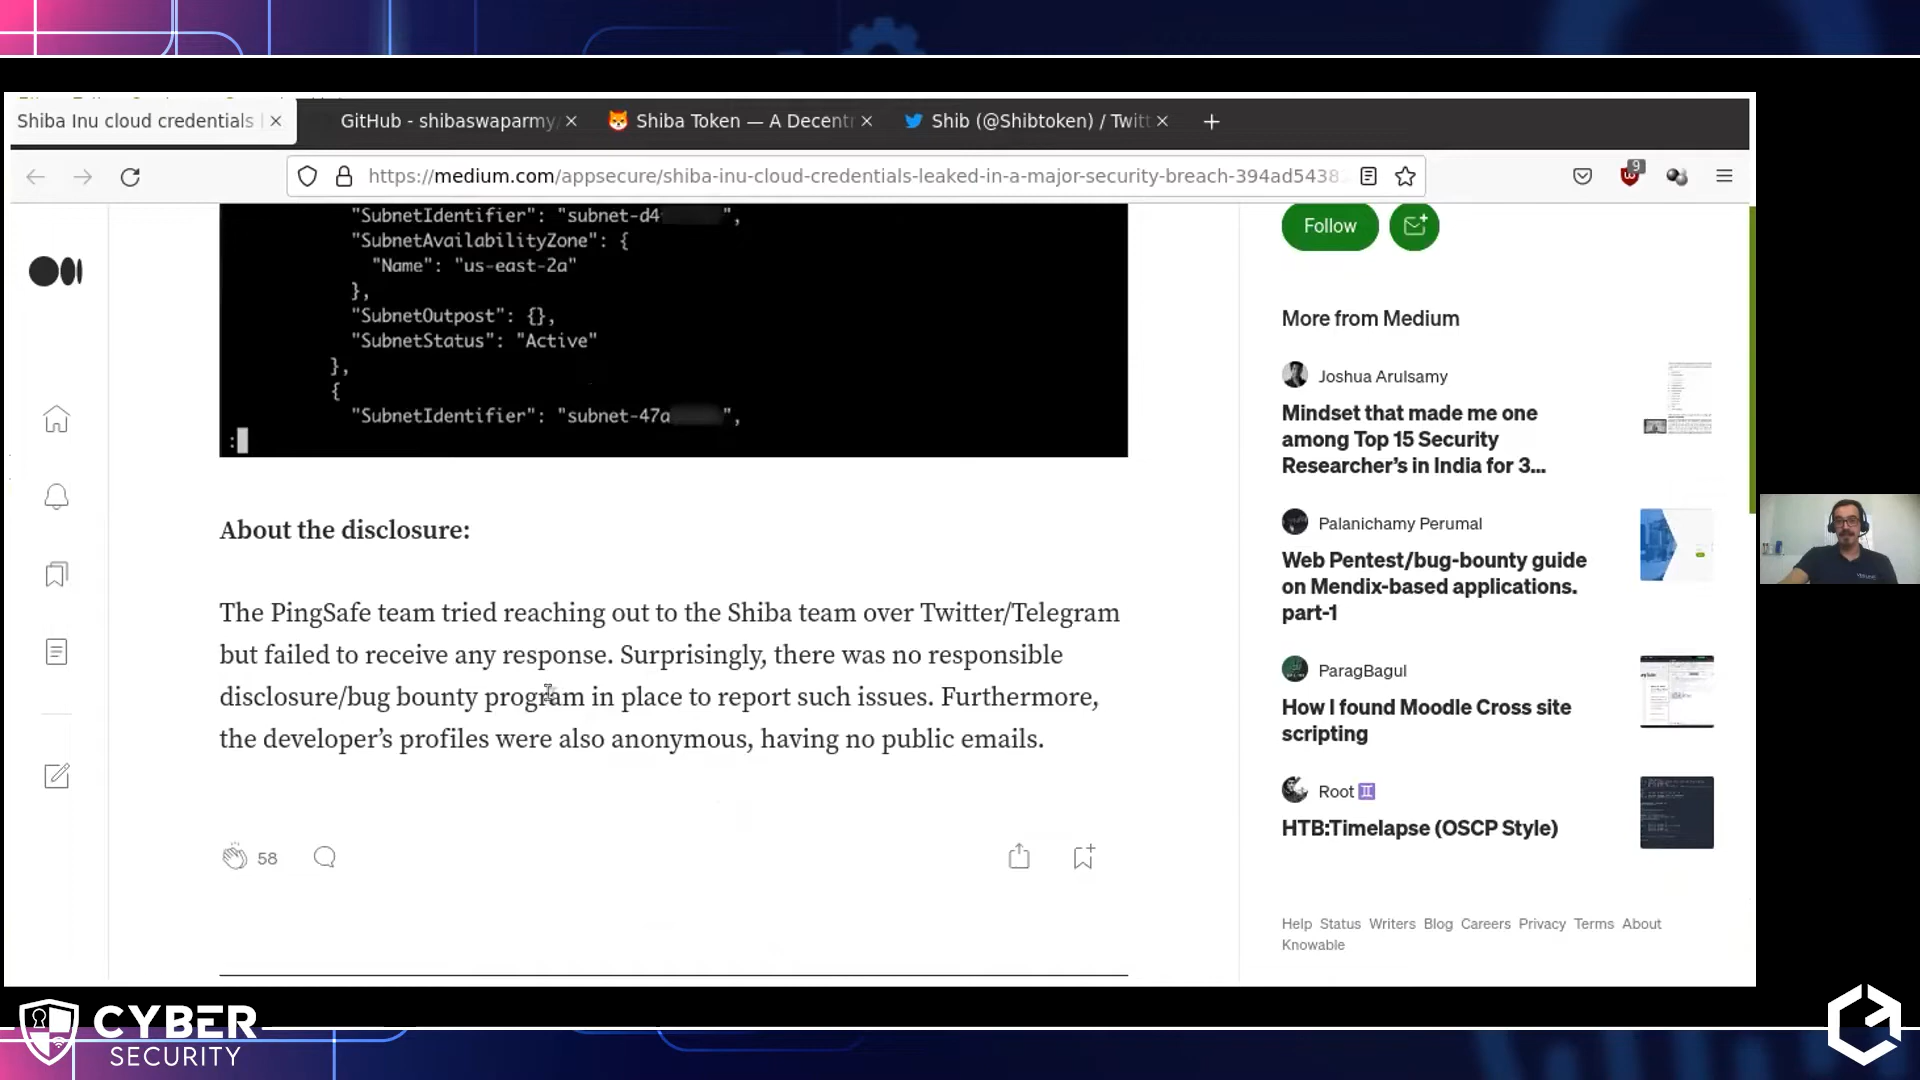 Shiba Inu cloud credentials
GitHub - shibaswaparmy
Shiba Token — A Decent
Shib (@Shibtoken) / Twit
https://medium.com/appsecure/shiba-inu-cloud-credentials-leaked-in-a-major-security-breach-394ad5438
9
"SubnetIdentifier": "subnet-d4 ",
"SubnetAvailabilityZone": {
"Name": "us-east-2a"
},
"SubnetOutpost": {},
"SubnetStatus": "Active"
},
{
"SubnetIdentifier": "subnet-47a ",
:
About the disclosure:
The PingSafe team tried reaching out to the Shiba team over Twitter/Telegram
but failed to receive any response. Surprisingly, there was no responsible
disclosure/bug bounty program in place to report such issues. Furthermore,
the developer’s profiles were also anonymous, having no public emails.
58
Follow
More from Medium
Joshua Arulsamy
Mindset that made me one
among Top 15 Security
Researcher’s in India for 3...
Palanichamy Perumal
Web Pentest/bug-bounty guide
on Mendix-based applications.
part-1
ParagBagul
How I found Moodle Cross site
scripting
Root ♊
HTB:Timelapse (OSCP Style)
Help Status Writers Blog Careers Privacy Terms About
Knowable
CYBER
SECURITY